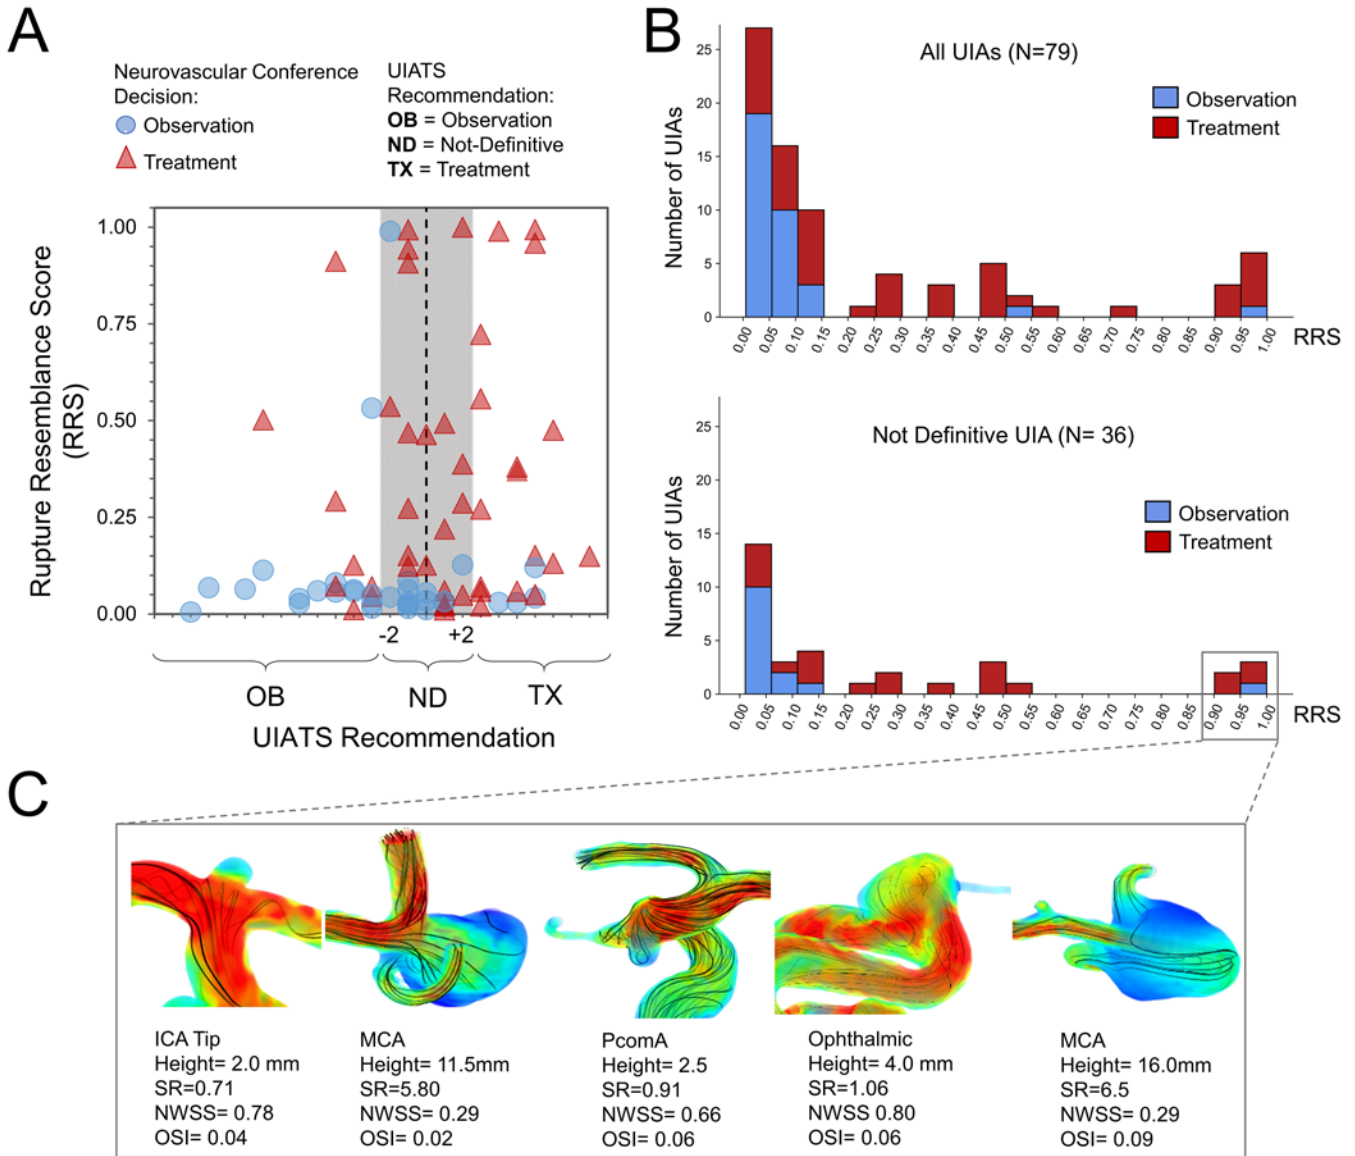 A
Neurovascular Conference
Decision:
Observation
Treatment
UIATS
Recommendation:
OB = Observation
ND = Not-Definitive
TX = Treatment
Rupture Resemblance Score
(RRS)
1.00
0.75
0.50
0.25
0.00
-2
+2
OB
ND
TX
UIATS Recommendation
B
All UIAs (N=79)
Observation
Treatment
Number of UIAs
25
20
15
10
5
0
0.00 0.05 0.10 0.15 0.20 0.25 0.30 0.35 0.40 0.45 0.50 0.55 0.60 0.65 0.70 0.75 0.80 0.85 0.90 0.95 1.00 RRS
Not Definitive UIA (N= 36)
Observation
Treatment
Number of UIAs
25
20
15
10
5
0
0.00 0.05 0.10 0.15 0.20 0.25 0.30 0.35 0.40 0.45 0.50 0.55 0.60 0.65 0.70 0.75 0.80 0.85 0.90 0.95 1.00 RRS
C
ICA Tip
Height= 2.0 mm
SR=0.71
NWSS= 0.78
OSI= 0.04
MCA
Height= 11.5mm
SR=5.80
NWSS= 0.29
OSI= 0.02
PcomA
Height= 2.5
SR=0.91
NWSS= 0.66
OSI= 0.06
Ophthalmic
Height= 4.0 mm
SR=1.06
NWSS 0.80
OSI= 0.06
MCA
Height= 16.0mm
SR=6.5
NWSS= 0.29
OSI= 0.09